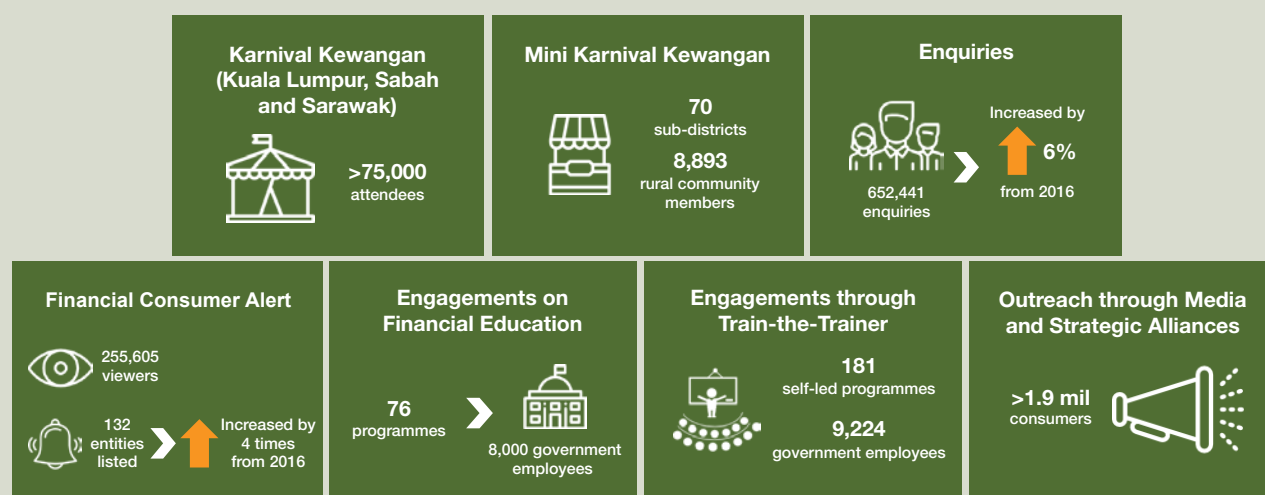 Karnival Kewangan
(Kuala Lumpur, Sabah
and Sarawak)
>75,000
attendees
Mini Karnival Kewangan
70
sub-districts
8,893
rural community
members
Enquiries
652,441
enquiries
Increased by
6%
from 2016
Financial Consumer Alert
255,605
viewers
132
entities
listed
Increased by
4 times
from 2016
Engagements on
Financial Education
76
programmes
8,000 government
employees
Engagements through
Train-the-Trainer
181
self-led programmes
9,224
government employees
Outreach through Media
and Strategic Alliances
>1.9 mil
consumers